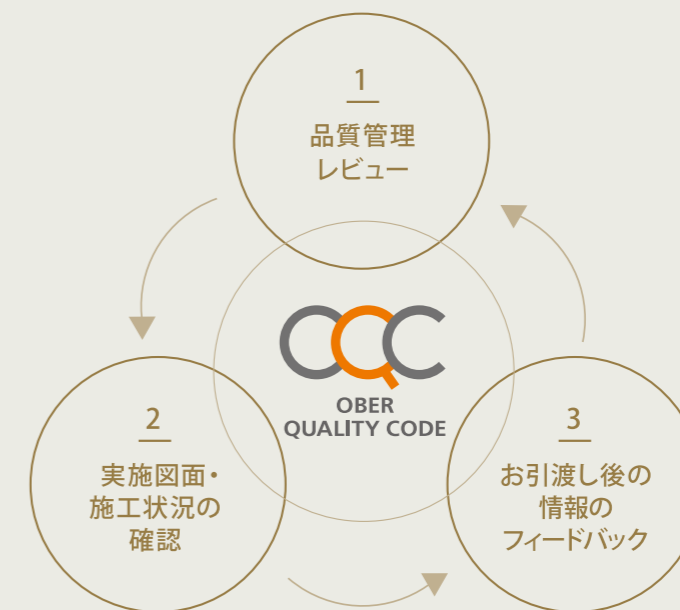 1
品質管理
レビュー
OQC
OBER
QUALITY CODE
2
実施図面・
施工状況の
確認
3
お引渡し後の
情報の
フィードバック